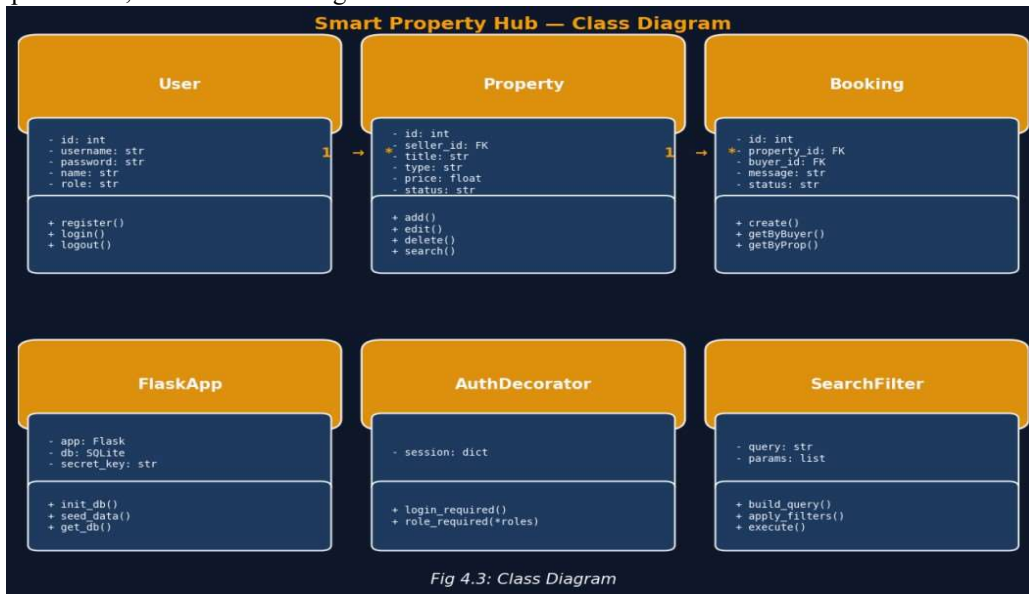 Smart Property Hub — Class Diagram
User
- id: int
- username: str
- password: str
- name: str
- role: str
+ register()
+ login()
+ logout()
1 → *
Property
- id: int
- seller_id: FK
- title: str
- type: str
- price: float
- status: str
+ add()
+ edit()
+ delete()
+ search()
1 → *
Booking
- id: int
- property_id: FK
- buyer_id: FK
- message: str
- status: str
+ create()
+ getByBuyer()
+ getByProp()
FlaskApp
- app: Flask
- db: SQLite
- secret_key: str
+ init_db()
+ seed_data()
+ get_db()
AuthDecorator
- session: dict
+ login_required()
+ role_required(*roles)
SearchFilter
- query: str
- params: list
+ build_query()
+ apply_filters()
+ execute()
Fig 4.3: Class Diagram